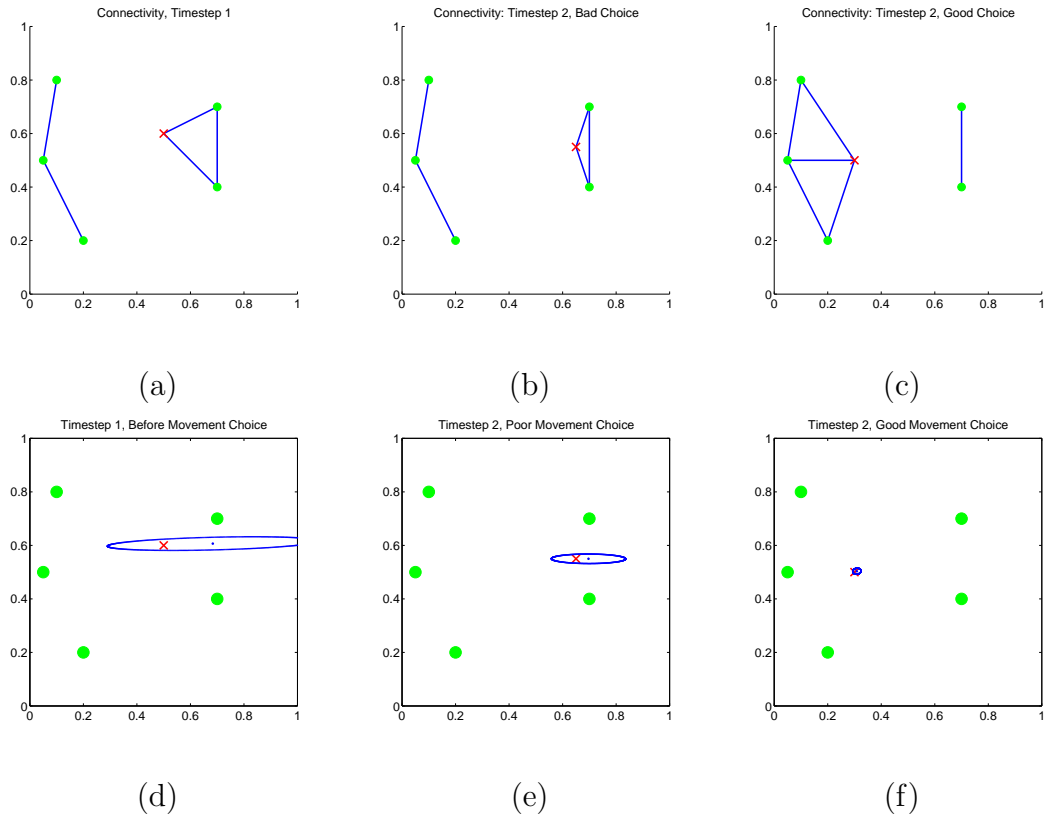 Connectivity, Timestep 1
1
0.8
0.6
0.4
0.2
0
0 0.2 0.4 0.6 0.8 1
(a)
Connectivity: Timestep 2, Bad Choice
1
0.8
0.6
0.4
0.2
0
0 0.2 0.4 0.6 0.8 1
(b)
Connectivity: Timestep 2, Good Choice
1
0.8
0.6
0.4
0.2
0
0 0.2 0.4 0.6 0.8 1
(c)
Timestep 1, Before Movement Choice
1
0.8
0.6
0.4
0.2
0
0 0.2 0.4 0.6 0.8 1
(d)
Timestep 2, Poor Movement Choice
1
0.8
0.6
0.4
0.2
0
0 0.2 0.4 0.6 0.8 1
(e)
Timestep 2, Good Movement Choice
1
0.8
0.6
0.4
0.2
0
0 0.2 0.4 0.6 0.8 1
(f)